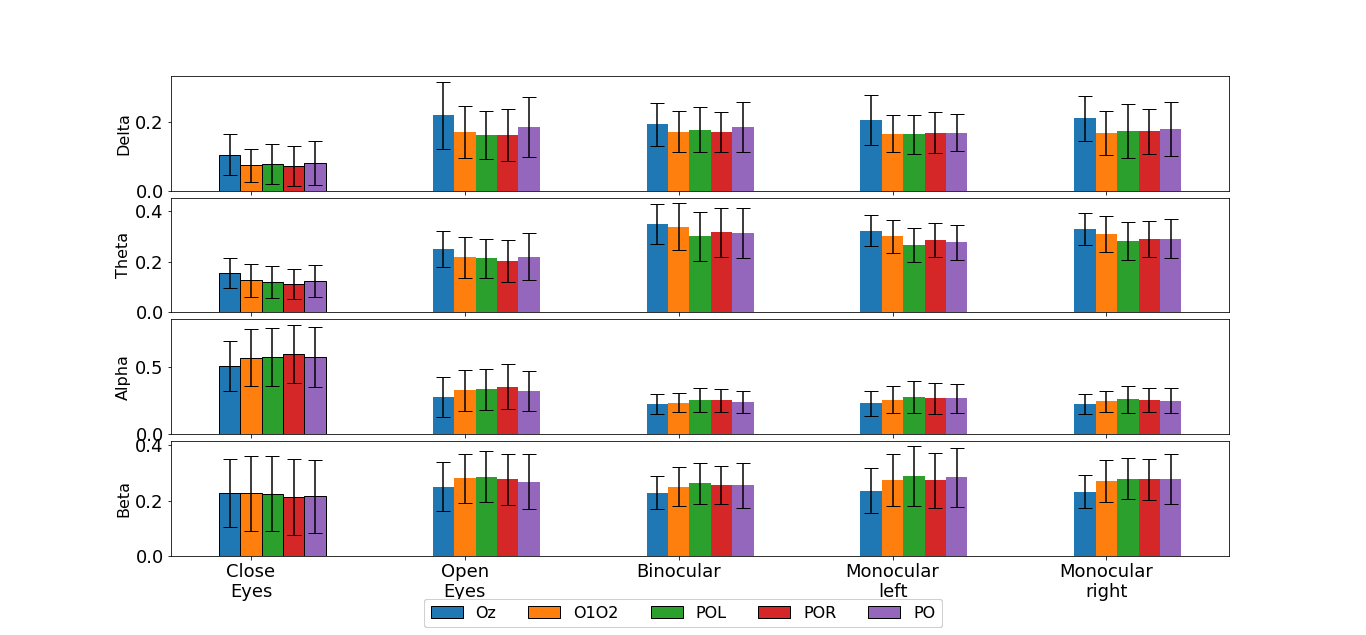 Delta
0.2
0.0
Theta
0.4
0.2
0.0
Alpha
0.5
0.0
Beta
0.4
0.2
0.0
Close Open Binocular Monocular Monocular
Eyes Eyes left right
Oz O1O2 POL POR PO